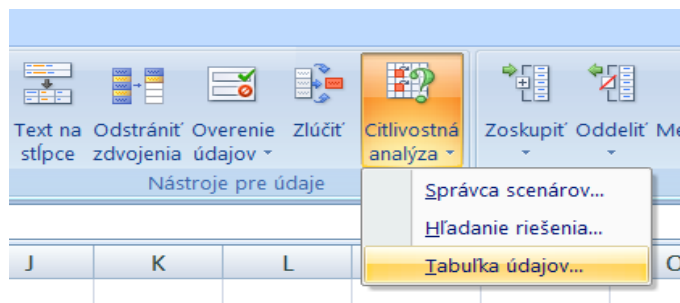 Text na stĺpce
Odstrániť zdvojenia
Overenie údajov
Zlúčiť
Citlivostná analýza
Zoskupiť
Oddeliť
Nástroje pre údaje
Správca scenárov...
Hľadanie riešenia...
Tabuľka údajov...
J K L